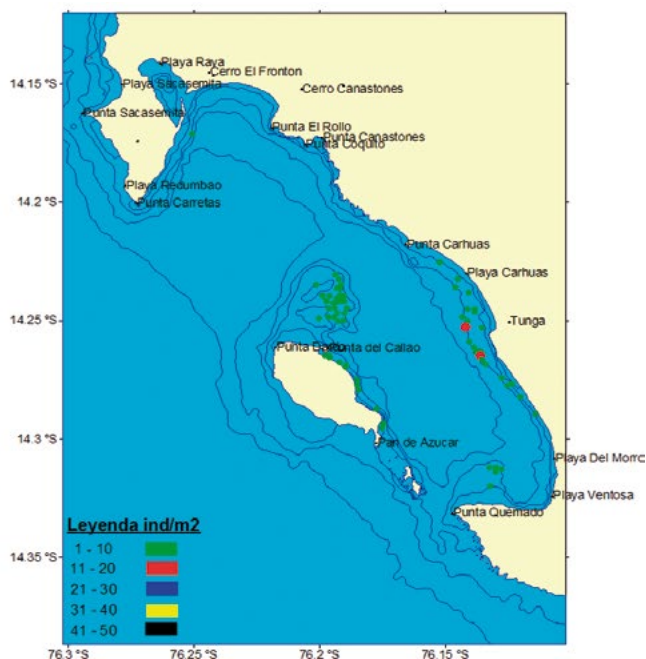 Playa Raya
Cerro El Fronton
14.15 °S
Playa Sacasemita
Cerro Canastones
Punta Sacasemita
Punta El Rollo
Punta Canastones
Punta Coquito
Playa Redumbao
14.2 °S
Punta Carretas
Punta Carhuas
Playa Carhuas
14.25 °S
Tunga
Punta del Callao
14.3 °S
Pan de Azucar
Playa Del Morro
Playa Ventosa
Punta Quemado
Leyenda ind/m2
1 - 10
11 - 20
14.35 °S
21 - 30
31 - 40
41 - 50
76.3 °S
76.25 °S
76.2 °S
76.15 °S